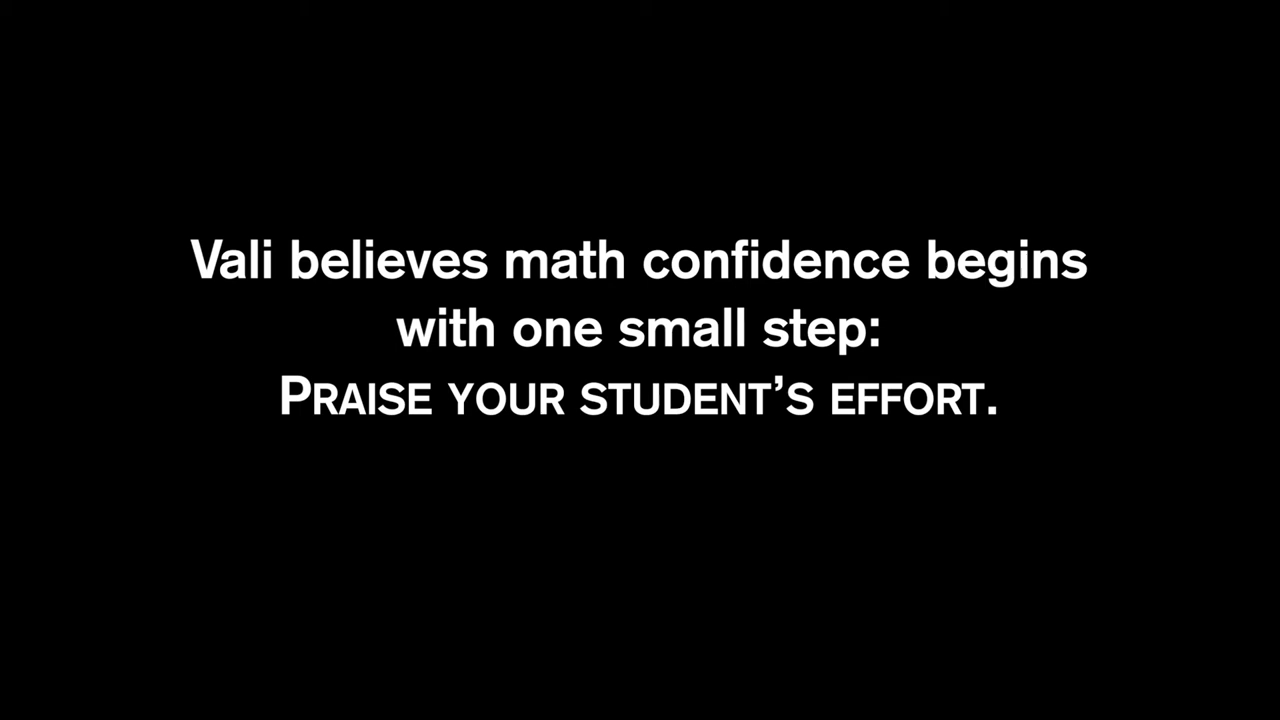 Vali believes math confidence begins
with one small step:
PRAISE YOUR STUDENT’S EFFORT.